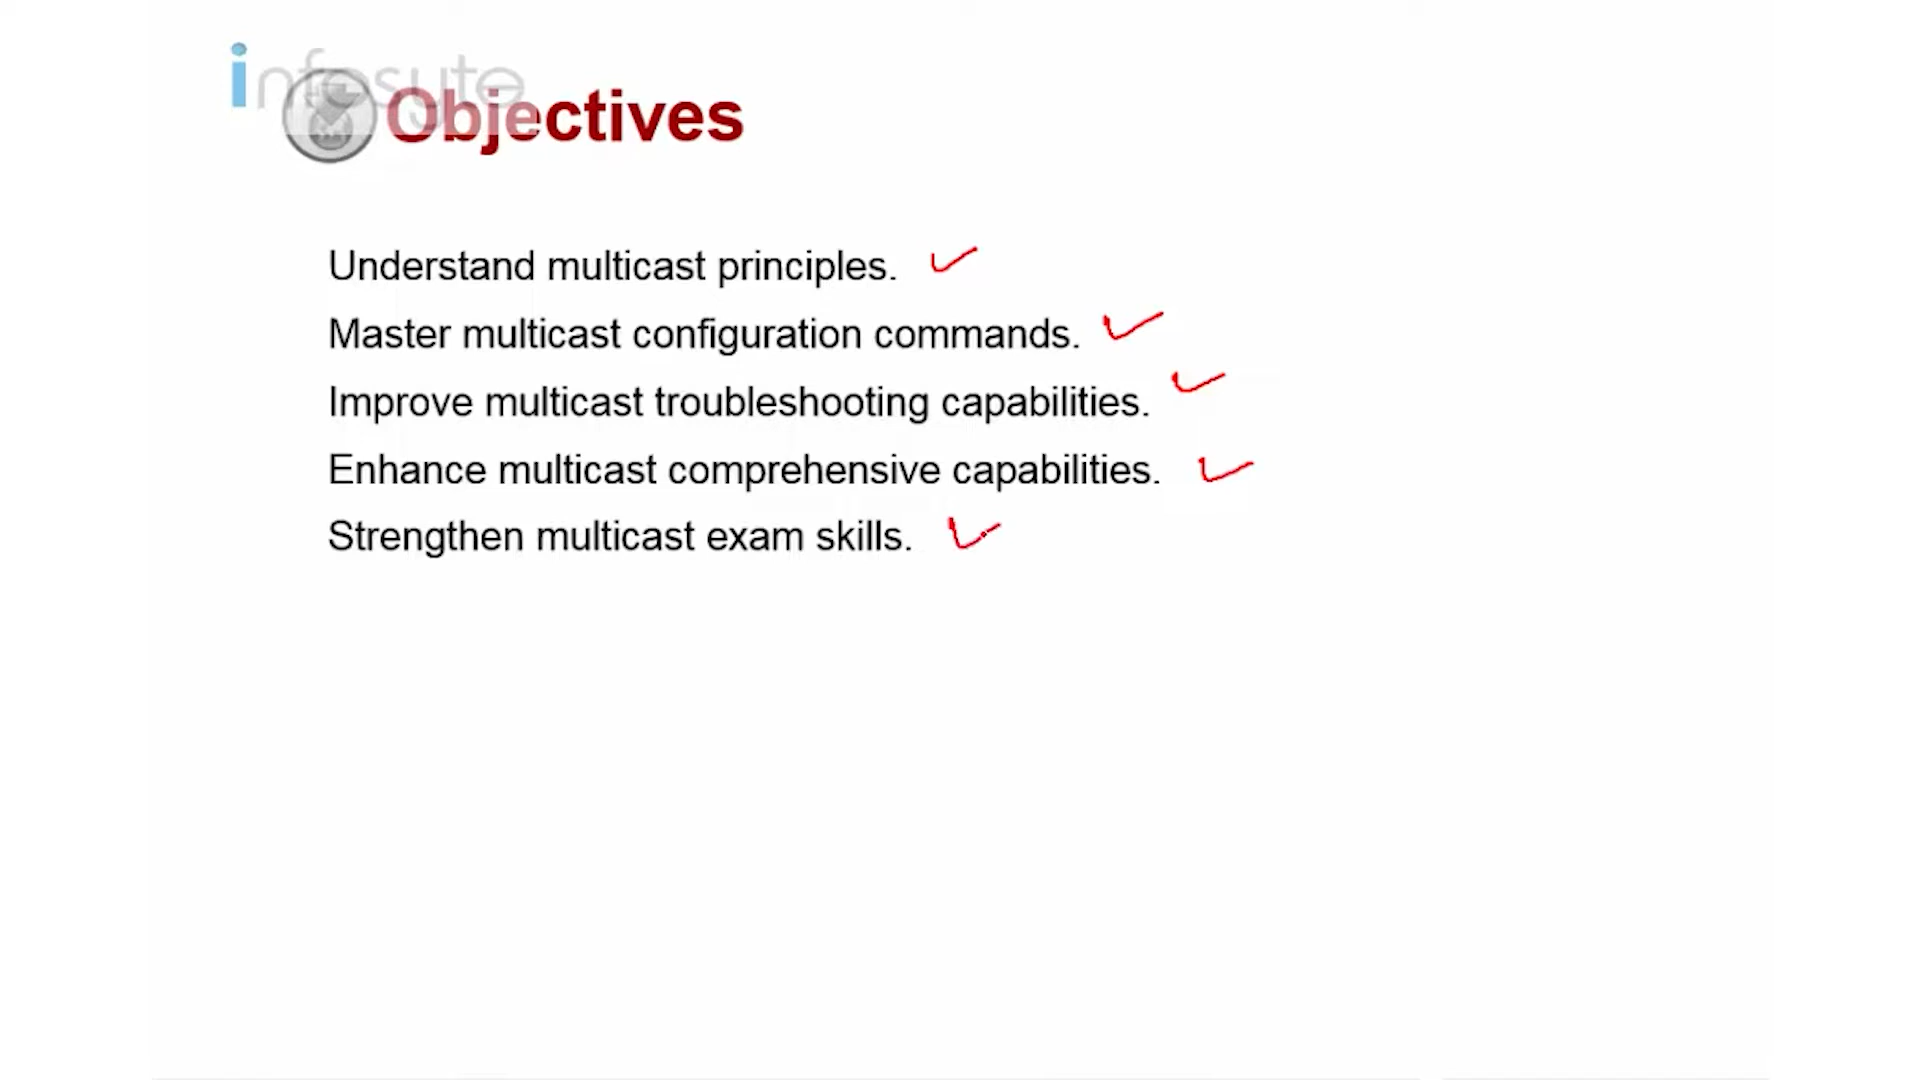 infosyte
Objectives
Understand multicast principles.
Master multicast configuration commands.
Improve multicast troubleshooting capabilities.
Enhance multicast comprehensive capabilities.
Strengthen multicast exam skills.